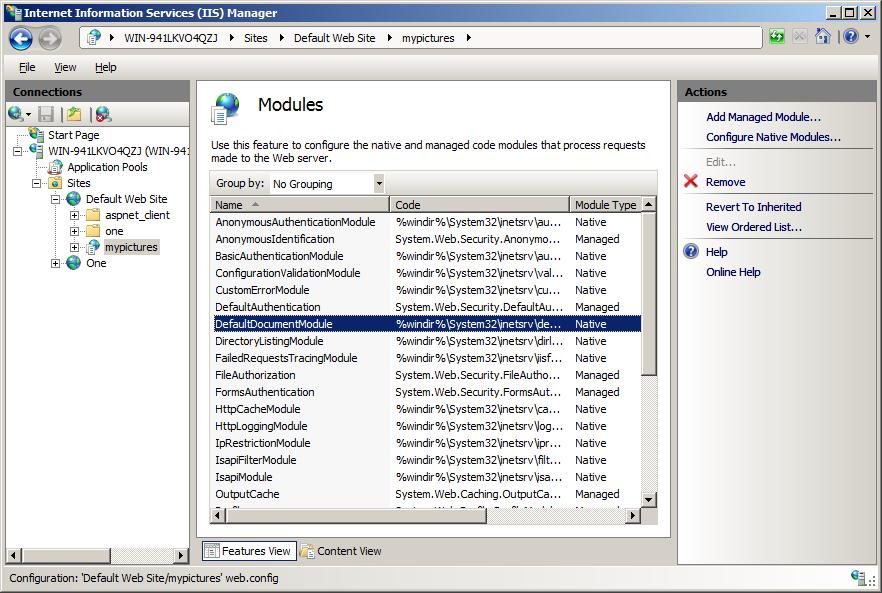 Internet Information Services (IIS) Manager
WIN-941LKVO4QZJ Sites Default Web Site mypictures
File View Help
Connections
Start Page
WIN-941LKVO4QZJ (WIN-941
Application Pools
Sites
Default Web Site
aspnet_client
one
mypictures
One
Modules
Use this feature to configure the native and managed code modules that process requests
made to the Web server.
Group by: No Grouping
Name Code Module Type
AnonymousAuthenticationModule %windir%\System32\inetsrv\au... Native
AnonymousIdentification System.Web.Security.Anonymo... Managed
BasicAuthenticationModule %windir%\System32\inetsrv\au... Native
ConfigurationValidationModule %windir%\System32\inetsrv\val... Native
CustomErrorModule %windir%\System32\inetsrv\cu... Native
DefaultAuthentication System.Web.Security.DefaultAu... Managed
DefaultDocumentModule %windir%\System32\inetsrv\de... Native
DirectoryListingModule %windir%\System32\inetsrv\dirl... Native
FailedRequestsTracingModule %windir%\System32\inetsrv\iisf... Native
FileAuthorization System.Web.Security.FileAutho... Managed
FormsAuthentication System.Web.Security.FormsAut... Managed
HttpCacheModule %windir%\System32\inetsrv\ca... Native
HttpLoggingModule %windir%\System32\inetsrv\log... Native
IpRestrictionModule %windir%\System32\inetsrv\ipr... Native
IsapiFilterModule %windir%\System32\inetsrv\filt... Native
IsapiModule %windir%\System32\inetsrv\isa... Native
OutputCache System.Web.Caching.OutputCa... Managed
Features View Content View
Actions
Add Managed Module...
Configure Native Modules...
Edit...
Remove
Revert To Inherited
View Ordered List...
Help
Online Help
Configuration: 'Default Web Site/mypictures' web.config